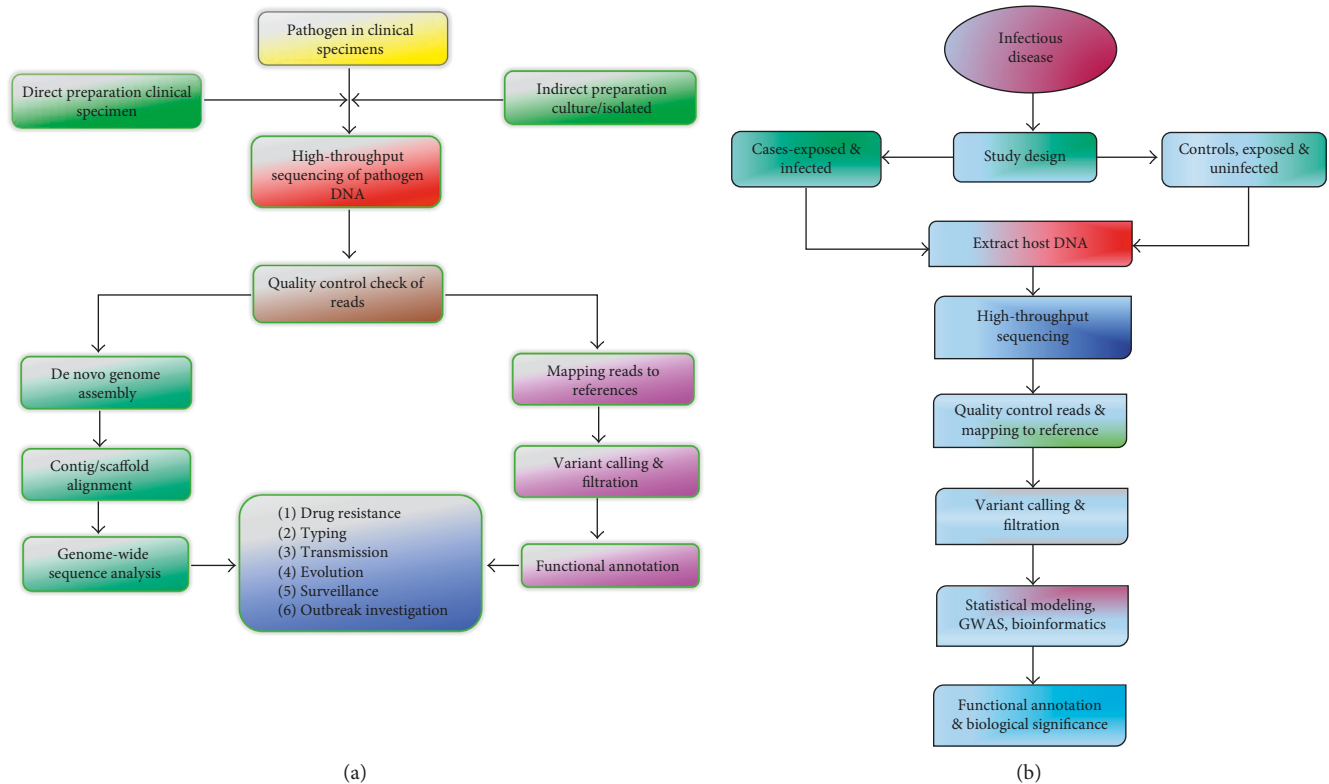 Pathogen in clinical
specimens
Direct preparation clinical
specimen
Indirect preparation
culture/isolated
High-throughput
sequencing of pathogen
DNA
Quality control check of
reads
De novo genome
assembly
Contig/scaffold
alignment
Genome-wide
sequence analysis
Mapping reads to
references
Variant calling &
filtration
Functional annotation
(1) Drug resistance
(2) Typing
(3) Transmission
(4) Evolution
(5) Surveillance
(6) Outbreak investigation
(a)
Infectious
disease
Cases-exposed &
infected
Study design
Controls, exposed &
uninfected
Extract host DNA
High-throughput
sequencing
Quality control reads &
mapping to reference
Variant calling &
filtration
Statistical modeling,
GWAS, bioinformatics
Functional annotation
& biological significance
(b)